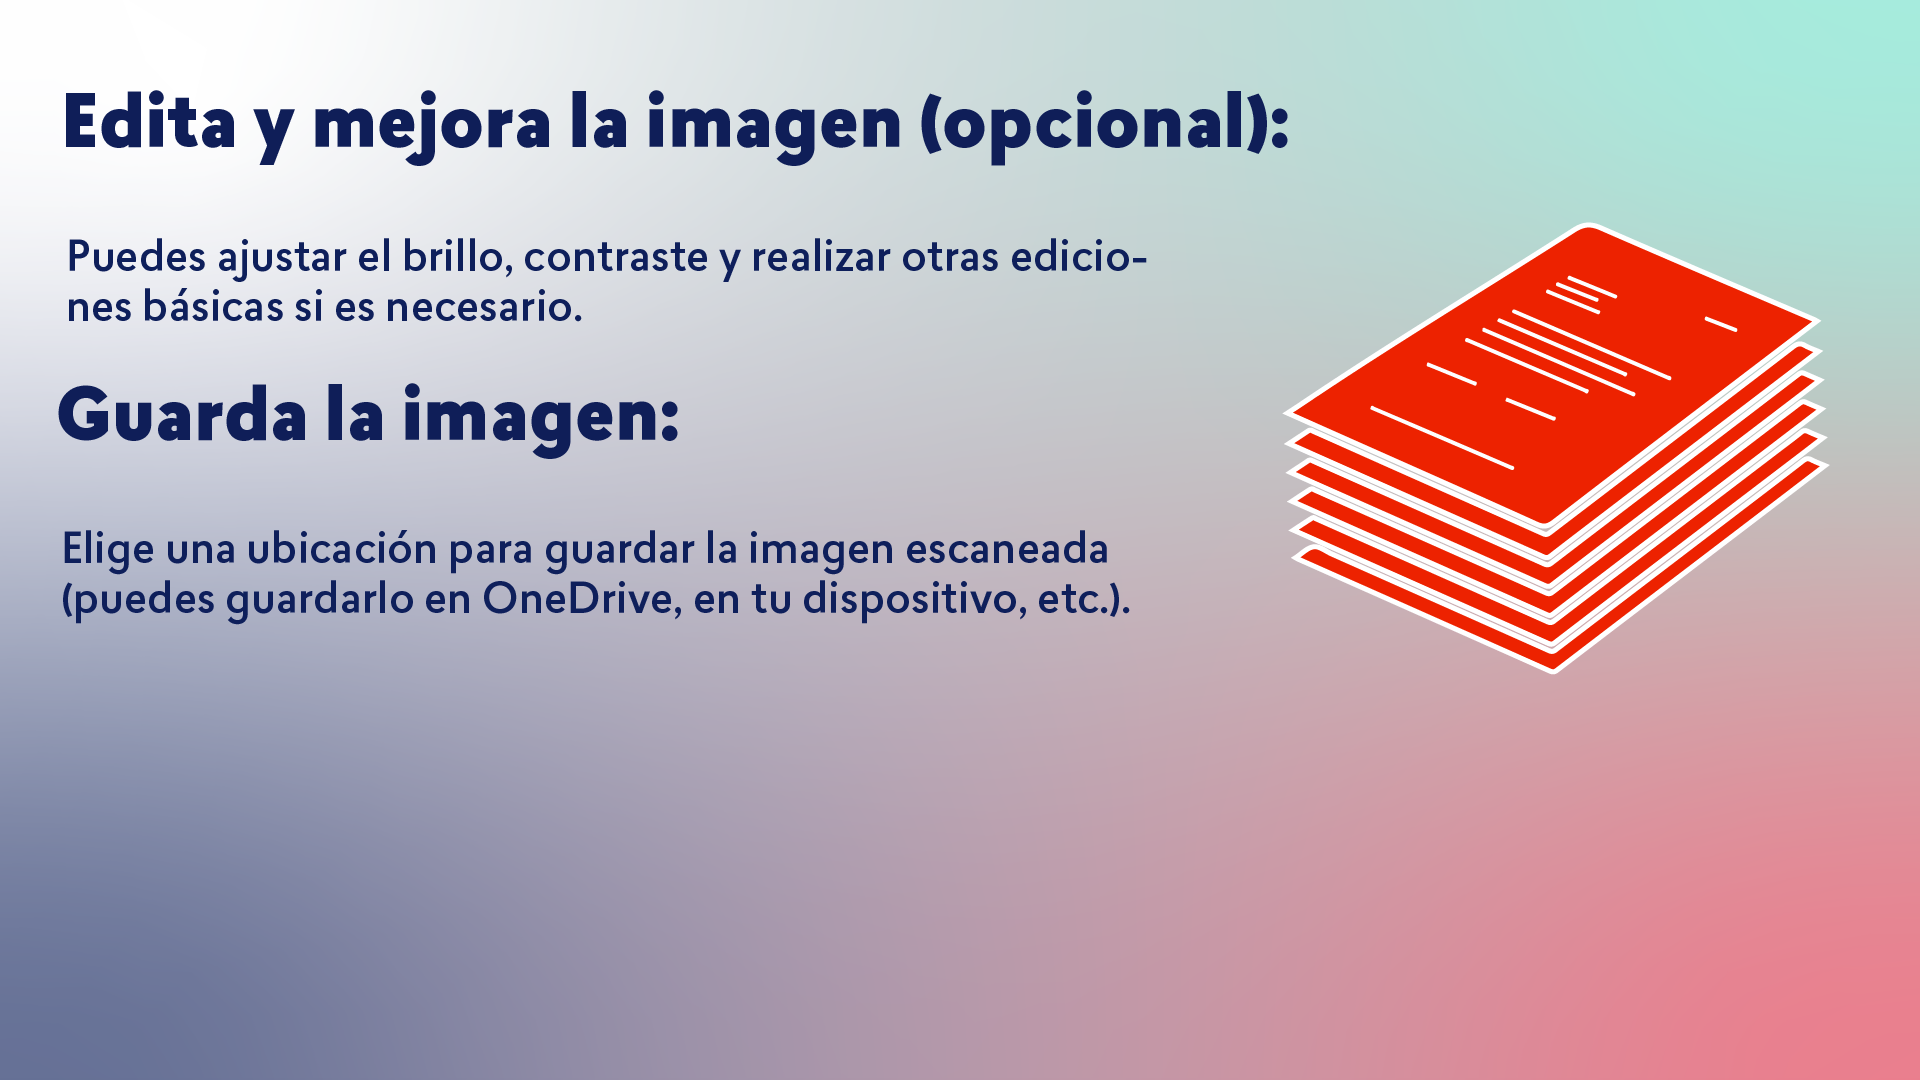 Edita y mejora la imagen (opcional):
Puedes ajustar el brillo, contraste y realizar otras edicio-
nes básicas si es necesario.
Guarda la imagen:
Elige una ubicación para guardar la imagen escaneada
(puedes guardarlo en OneDrive, en tu dispositivo, etc.).